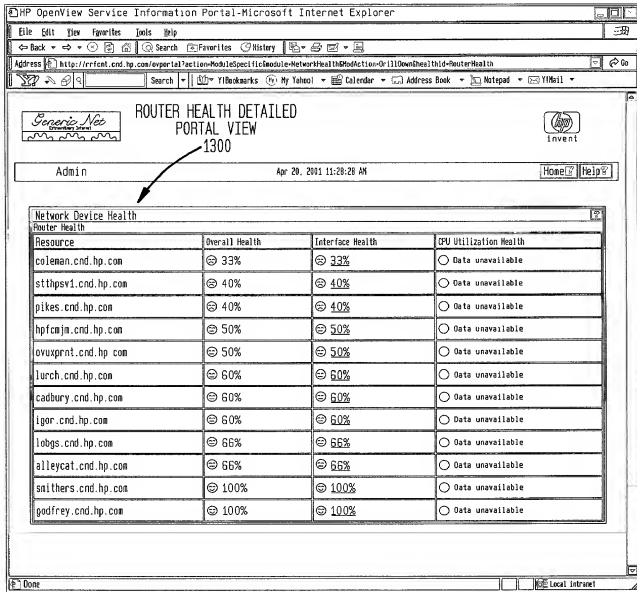 HP OpenView Service Information Portal-Microsoft Internet Explorer
File Edit View Favorites Tools Help
Back Search Favorites History
Address http://rrfcnt.cnd.hp.com/ovportal?action=ModuleSpecific&module=NetworkHealth&ModAction=DrillDown&healthid=RouterHealth Go
Y! Search Y!Bookmarks My Yahoo! Calendar Address Book Notepad Y!Mail
Generic Net
ROUTER HEALTH DETAILED
PORTAL VIEW
1300
hp
invent
Admin Apr 20, 2001 11:28:28 AM Home? Help?
Network Device Health ?
Router Health
Resource Overall Health Interface Health CPU Utilization Health
coleman.cnd.hp.com 33% 33% Data unavailable
stthpsv1.cnd.hp.com 40% 40% Data unavailable
pikes.cnd.hp.com 40% 40% Data unavailable
hpfcmjm.cnd.hp.com 50% 50% Data unavailable
ovuxprnt.cnd.hp com 50% 50% Data unavailable
lurch.cnd.hp.com 60% 60% Data unavailable
cadbury.cnd.hp.com 60% 60% Data unavailable
igor.cnd.hp.com 60% 60% Data unavailable
lobgs.cnd.hp.com 66% 66% Data unavailable
alleycat.cnd.hp.com 66% 66% Data unavailable
smithers.cnd.hp.com 100% 100% Data unavailable
godfrey.cnd.hp.com 100% 100% Data unavailable
Done Local intranet